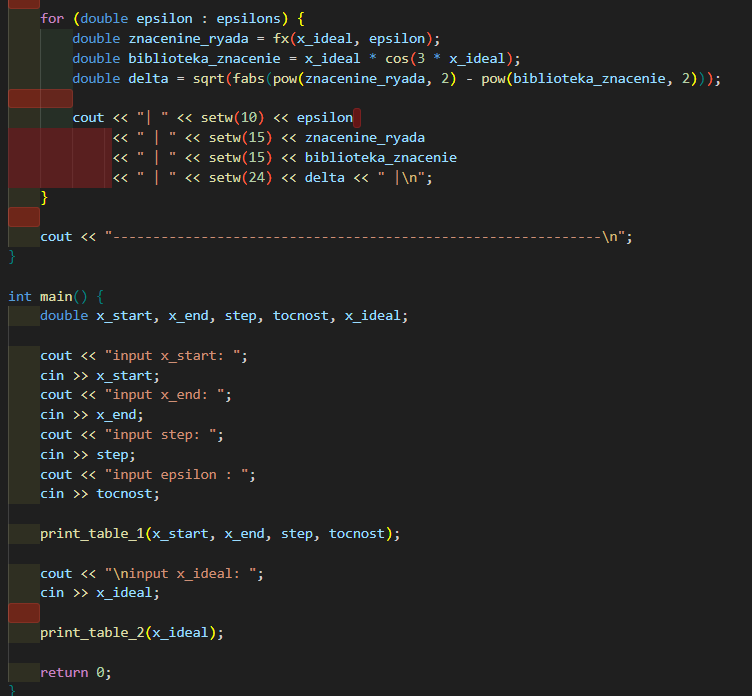 for (double epsilon : epsilons) {
double znacenine_ryada = fx(x_ideal, epsilon);
double biblioteka_znacenie = x_ideal * cos(3 * x_ideal);
double delta = sqrt(fabs(pow(znacenine_ryada, 2) - pow(biblioteka_znacenie, 2)));
cout << "| " << setw(10) << epsilon
<< " | " << setw(15) << znacenine_ryada
<< " | " << setw(15) << biblioteka_znacenie
<< " | " << setw(24) << delta << " |\n";
}
cout << "-------------------------------------------------------------\n";
}
int main() {
double x_start, x_end, step, tocnost, x_ideal;
cout << "input x_start: ";
cin >> x_start;
cout << "input x_end: ";
cin >> x_end;
cout << "input step: ";
cin >> step;
cout << "input epsilon : ";
cin >> tocnost;
print_table_1(x_start, x_end, step, tocnost);
cout << "\ninput x_ideal: ";
cin >> x_ideal;
print_table_2(x_ideal);
return 0;
}